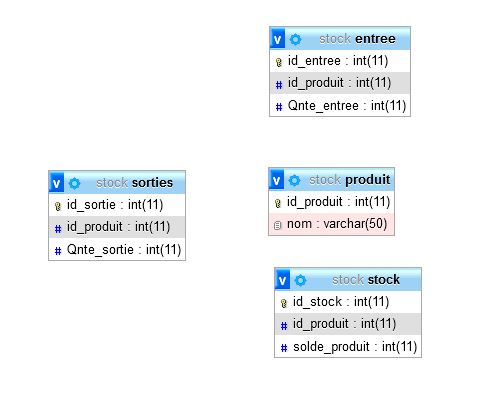 stock entree
id_entree : int(11)
id_produit : int(11)
Qnte_entree : int(11)
stock sorties
id_sortie : int(11)
id_produit : int(11)
Qnte_sortie : int(11)
stock produit
id_produit : int(11)
nom : varchar(50)
stock stock
id_stock : int(11)
id_produit : int(11)
solde_produit : int(11)